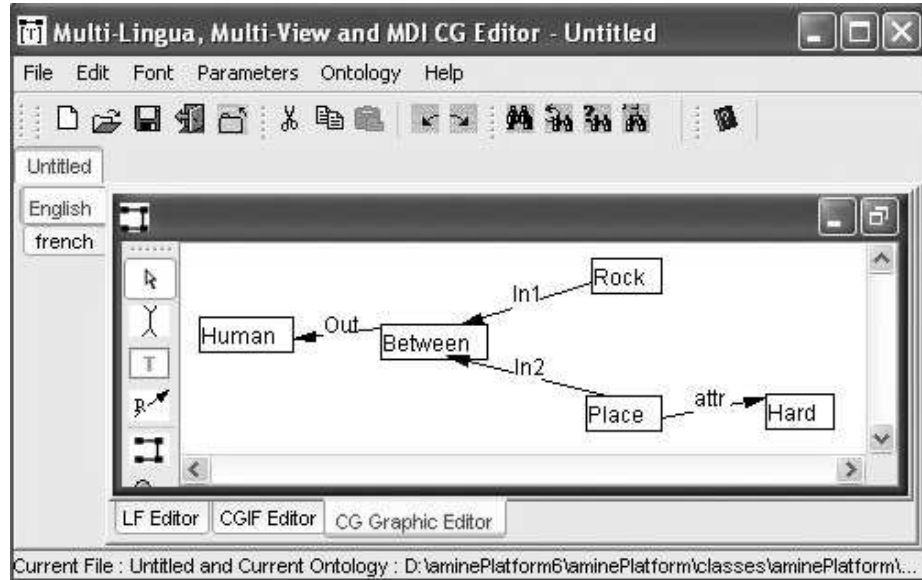 Multi-Lingua, Multi-View and MDI CG Editor - Untitled
File Edit Font Parameters Ontology Help
Untitled
English
french
T
R
Rock
In1
Human
Out
Between
In2
Place
attr
Hard
LF Editor CGIF Editor CG Graphic Editor
Current File : Untitled and Current Ontology : D:\aminePlatform6\aminePlatform\classes\aminePlatform\...